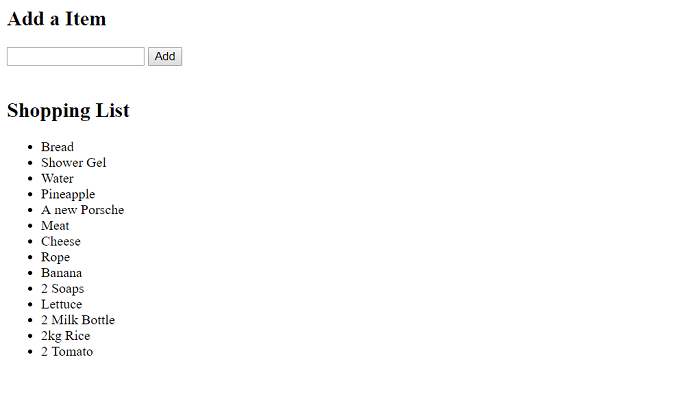 Add a Item
Add
Shopping List
Bread
Shower Gel
Water
Pineapple
A new Porsche
Meat
Cheese
Rope
Banana
2 Soaps
Lettuce
2 Milk Bottle
2kg Rice
2 Tomato